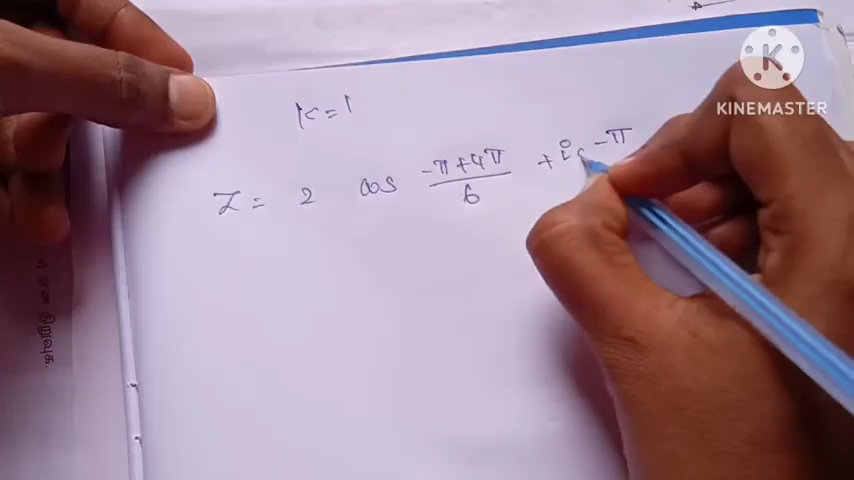 KINEMASTER
K=1
Z = 2 cos (-π+4π)/6 + i s -π